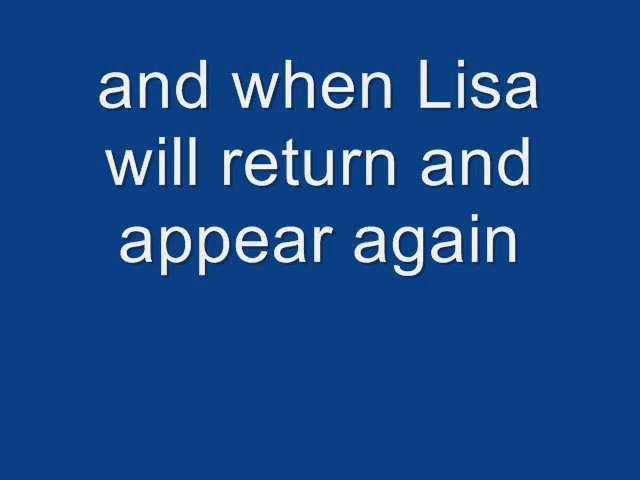 and when Lisa
will return and
appear again